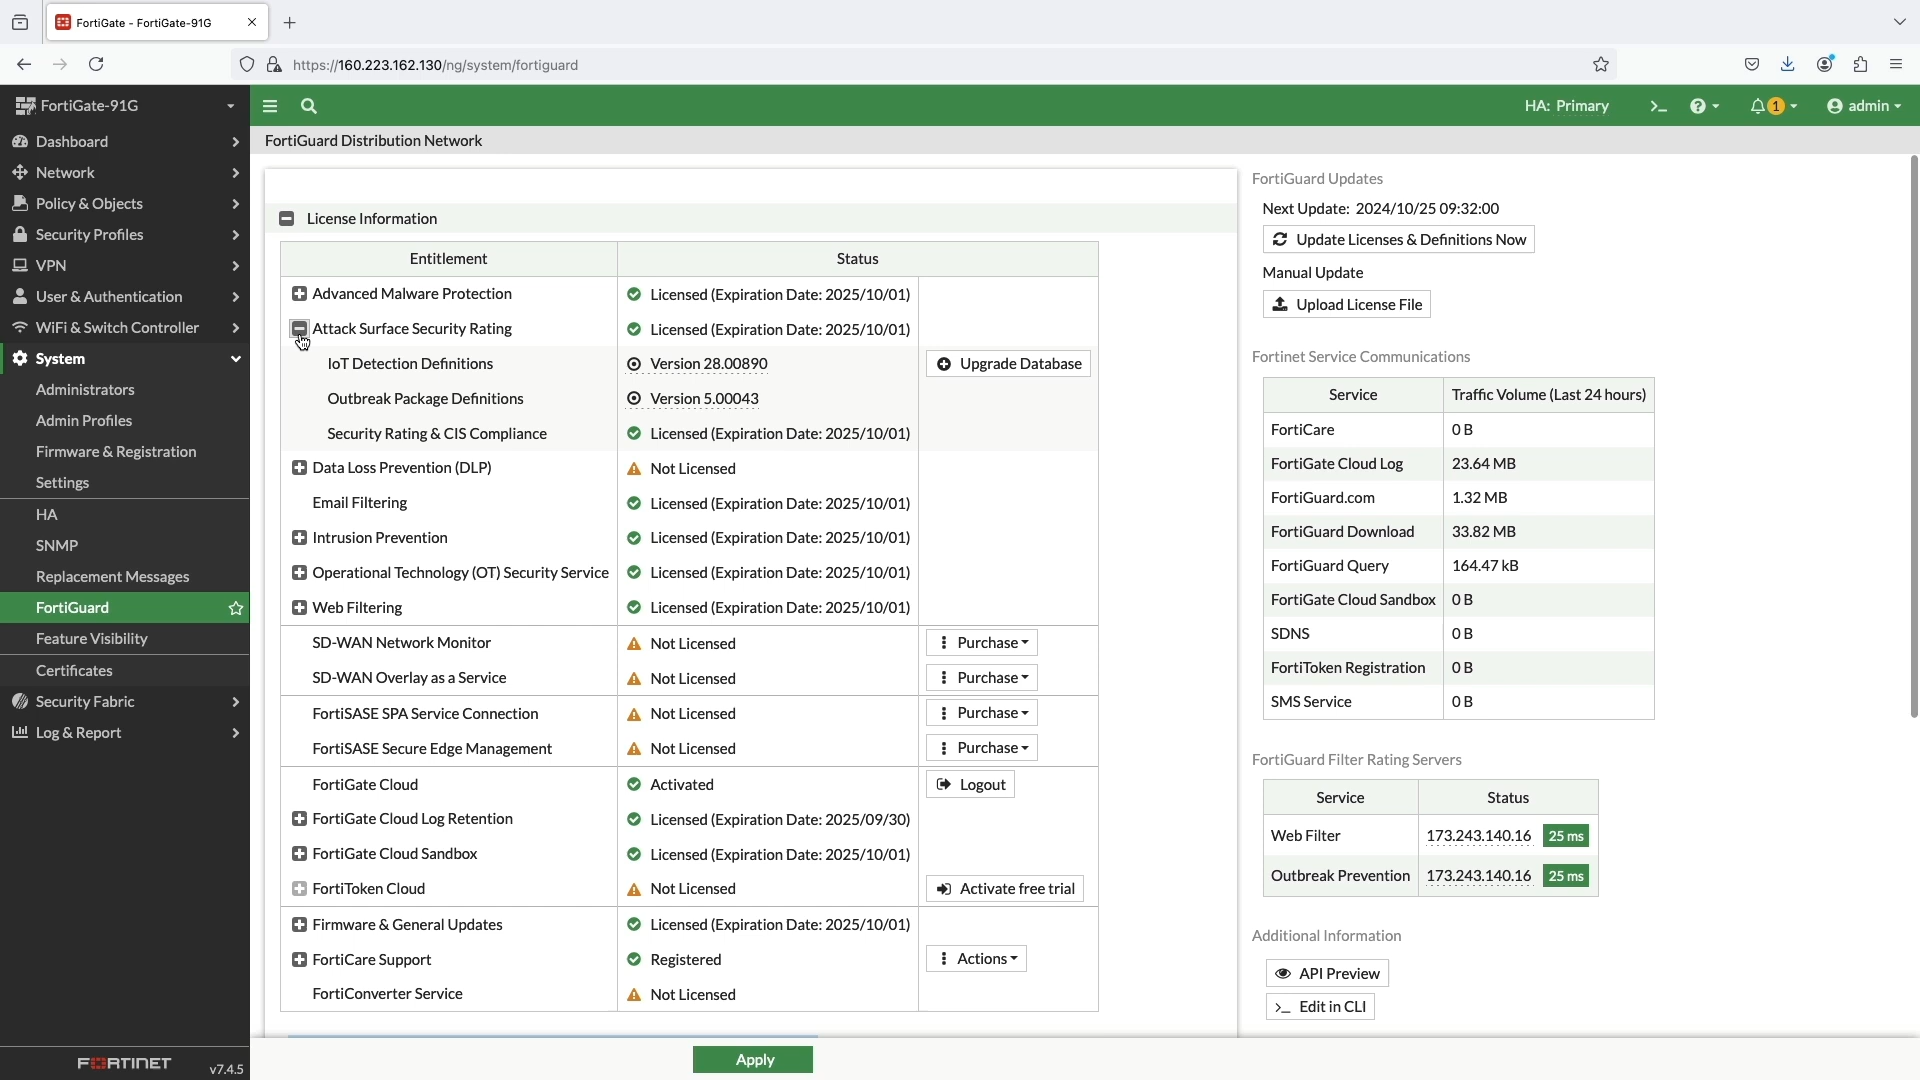 FortiGate - FortiGate-91G
https://160.223.162.130/ng/system/fortiguard
FortiGate-91G
HA: Primary
1
admin
Dashboard
Network
Policy & Objects
Security Profiles
VPN
User & Authentication
WiFi & Switch Controller
System
Administrators
Admin Profiles
Firmware & Registration
Settings
HA
SNMP
Replacement Messages
FortiGuard
Feature Visibility
Certificates
Security Fabric
Log & Report
FORTINET
v7.4.5
FortiGuard Distribution Network
License Information
Entitlement Status
Advanced Malware Protection Licensed (Expiration Date: 2025/10/01)
Attack Surface Security Rating Licensed (Expiration Date: 2025/10/01)
IoT Detection Definitions Version 28.00890 Upgrade Database
Outbreak Package Definitions Version 5.00043
Security Rating & CIS Compliance Licensed (Expiration Date: 2025/10/01)
Data Loss Prevention (DLP) Not Licensed
Email Filtering Licensed (Expiration Date: 2025/10/01)
Intrusion Prevention Licensed (Expiration Date: 2025/10/01)
Operational Technology (OT) Security Service Licensed (Expiration Date: 2025/10/01)
Web Filtering Licensed (Expiration Date: 2025/10/01)
SD-WAN Network Monitor Not Licensed Purchase
SD-WAN Overlay as a Service Not Licensed Purchase
FortiSASE SPA Service Connection Not Licensed Purchase
FortiSASE Secure Edge Management Not Licensed Purchase
FortiGate Cloud Activated Logout
FortiGate Cloud Log Retention Licensed (Expiration Date: 2025/09/30)
FortiGate Cloud Sandbox Licensed (Expiration Date: 2025/10/01)
FortiToken Cloud Not Licensed Activate free trial
Firmware & General Updates Licensed (Expiration Date: 2025/10/01)
FortiCare Support Registered Actions
FortiConverter Service Not Licensed
Apply
FortiGuard Updates
Next Update: 2024/10/25 09:32:00
Update Licenses & Definitions Now
Manual Update
Upload License File
Fortinet Service Communications
Service Traffic Volume (Last 24 hours)
FortiCare 0 B
FortiGate Cloud Log 23.64 MB
FortiGuard.com 1.32 MB
FortiGuard Download 33.82 MB
FortiGuard Query 164.47 kB
FortiGate Cloud Sandbox 0 B
SDNS 0 B
FortiToken Registration 0 B
SMS Service 0 B
FortiGuard Filter Rating Servers
Service Status
Web Filter 173.243.140.16 25 ms
Outbreak Prevention 173.243.140.16 25 ms
Additional Information
API Preview
>_ Edit in CLI